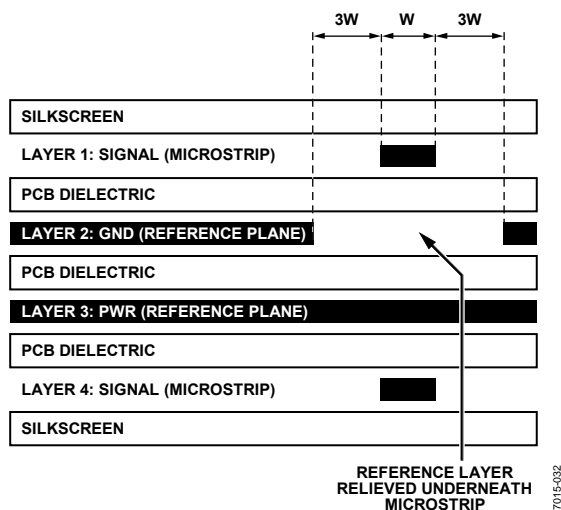 3W W 3W
SILKSCREEN
LAYER 1: SIGNAL (MICROSTRIP)
PCB DIELECTRIC
LAYER 2: GND (REFERENCE PLANE)
PCB DIELECTRIC
LAYER 3: PWR (REFERENCE PLANE)
PCB DIELECTRIC
LAYER 4: SIGNAL (MICROSTRIP)
SILKSCREEN
REFERENCE LAYER
RELIEVED UNDERNEATH
MICROSTRIP
7015-032